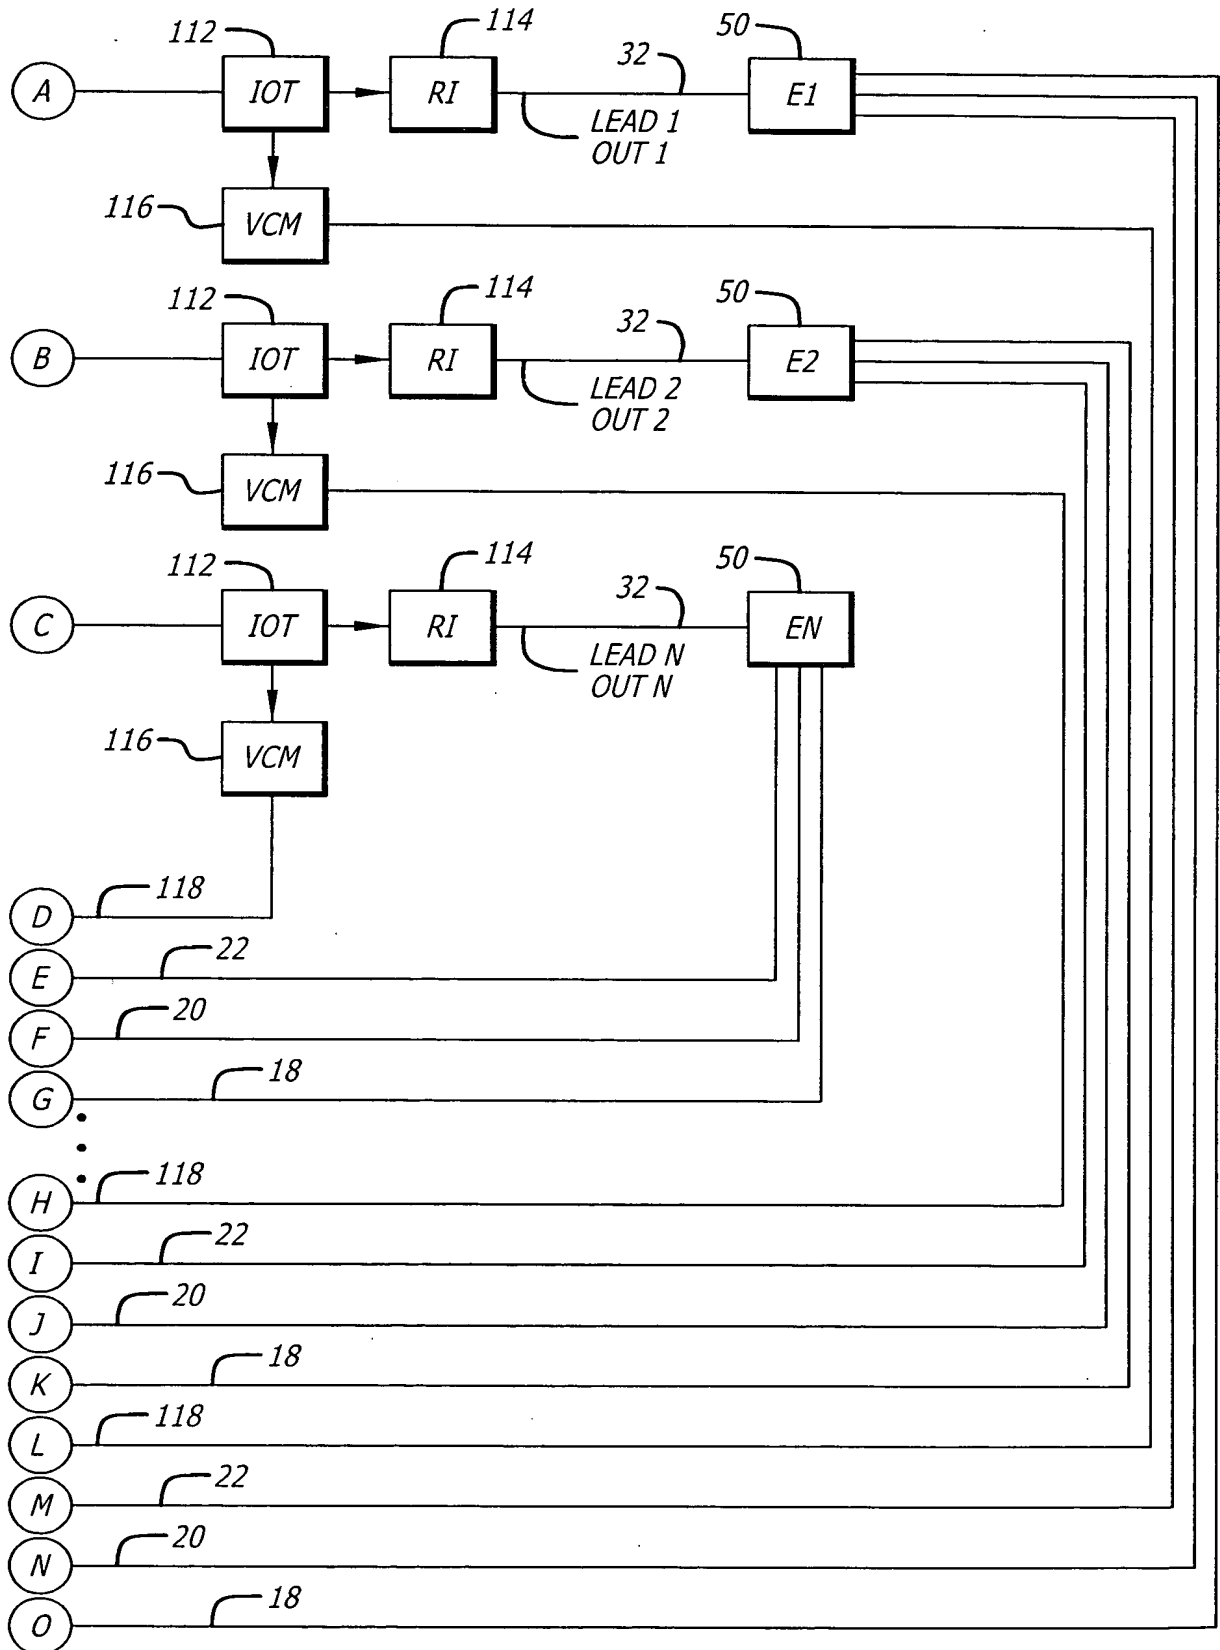 112 114 50
A IOT RI 32 E1
LEAD 1
OUT 1
116 VCM
112 114 50
B IOT RI 32 E2
LEAD 2
OUT 2
116 VCM
112 114 50
C IOT RI 32 EN
LEAD N
OUT N
116 VCM
D 118
E 22
F 20
G 18
H 118
I 22
J 20
K 18
L 118
M 22
N 20
O 18